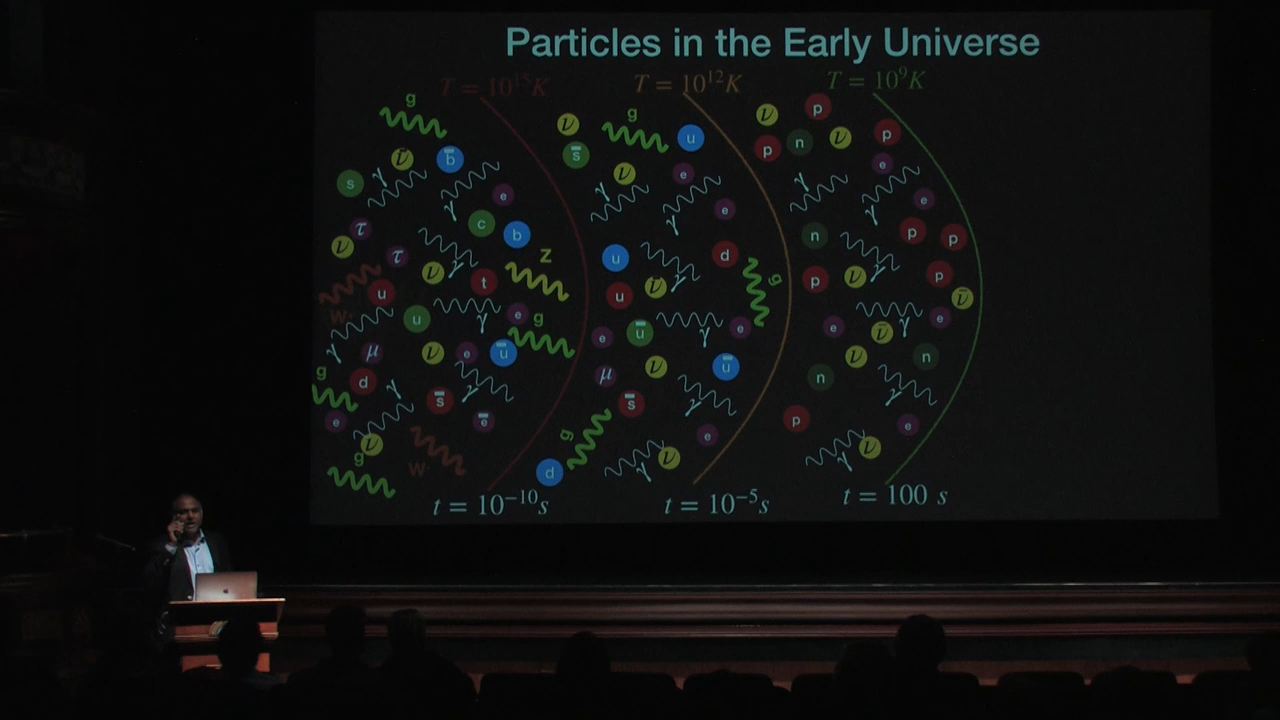 Particles in the Early Universe
T = 10¹⁵K
T = 10¹²K
T = 10⁹K
g
ν̄
b̄
s
γ
e
γ
c
τ
b
ν
τ
Z
γ
ν
t
u
W⁻
u
e
g
γ
γ
μ
ν
e
ū
g
d
γ
γ
s̄
e
ē
ν
g
W⁻
ν
g
u
s̄
ν
e
γ
e
γ
u
d
γ
u
ν
g
e
ū
γ
e
ν
ū
μ
s̄
γ
g
e
d
γ
ν
ν
p
p
n
ν
p
e
γ
e
γ
n
p
p
γ
p
ν
p
ν̄
e
ν̄
γ
e
ν
n
n
γ
p
e
γ
ν
t = 10⁻¹⁰s
t = 10⁻⁵s
t = 100 s